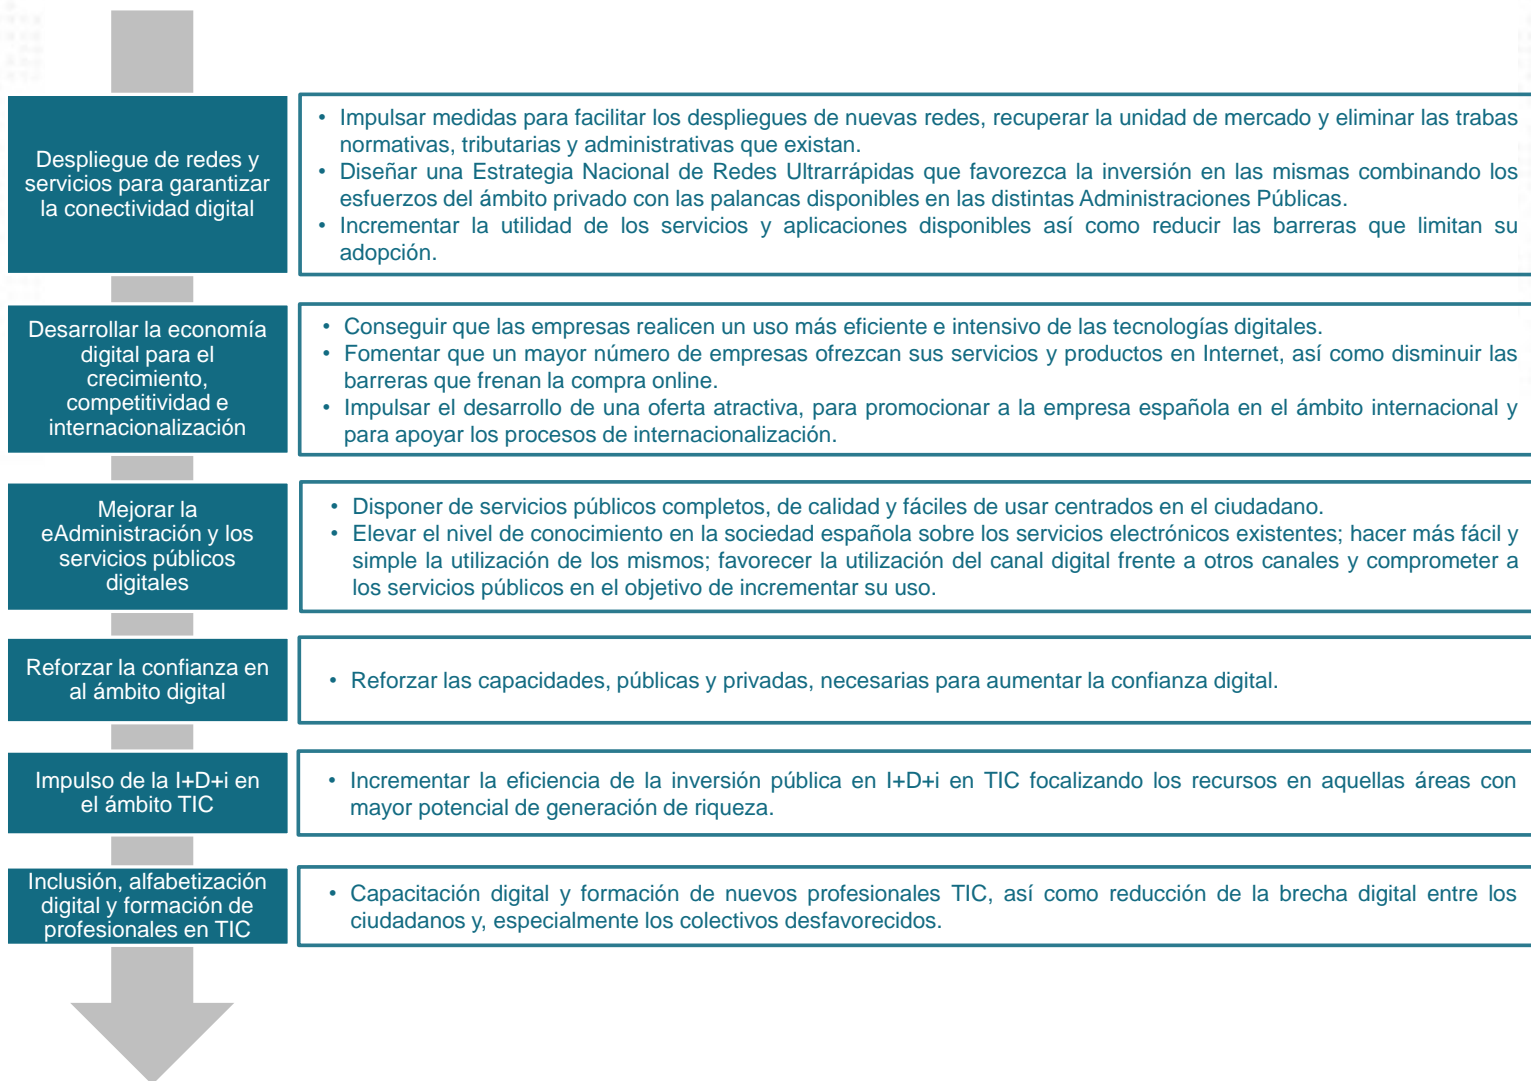 Despliegue de redes y
servicios para garantizar
la conectividad digital
• Impulsar medidas para facilitar los despliegues de nuevas redes, recuperar la unidad de mercado y eliminar las trabas
normativas, tributarias y administrativas que existan.
• Diseñar una Estrategia Nacional de Redes Ultrarrápidas que favorezca la inversión en las mismas combinando los
esfuerzos del ámbito privado con las palancas disponibles en las distintas Administraciones Públicas.
• Incrementar la utilidad de los servicios y aplicaciones disponibles así como reducir las barreras que limitan su
adopción.
Desarrollar la economía
digital para el
crecimiento,
competitividad e
internacionalización
• Conseguir que las empresas realicen un uso más eficiente e intensivo de las tecnologías digitales.
• Fomentar que un mayor número de empresas ofrezcan sus servicios y productos en Internet, así como disminuir las
barreras que frenan la compra online.
• Impulsar el desarrollo de una oferta atractiva, para promocionar a la empresa española en el ámbito internacional y
para apoyar los procesos de internacionalización.
Mejorar la
eAdministración y los
servicios públicos
digitales
• Disponer de servicios públicos completos, de calidad y fáciles de usar centrados en el ciudadano.
• Elevar el nivel de conocimiento en la sociedad española sobre los servicios electrónicos existentes; hacer más fácil y
simple la utilización de los mismos; favorecer la utilización del canal digital frente a otros canales y comprometer a
los servicios públicos en el objetivo de incrementar su uso.
Reforzar la confianza en
al ámbito digital
• Reforzar las capacidades, públicas y privadas, necesarias para aumentar la confianza digital.
Impulso de la I+D+i en
el ámbito TIC
• Incrementar la eficiencia de la inversión pública en I+D+i en TIC focalizando los recursos en aquellas áreas con
mayor potencial de generación de riqueza.
Inclusión, alfabetización
digital y formación de
profesionales en TIC
• Capacitación digital y formación de nuevos profesionales TIC, así como reducción de la brecha digital entre los
ciudadanos y, especialmente los colectivos desfavorecidos.